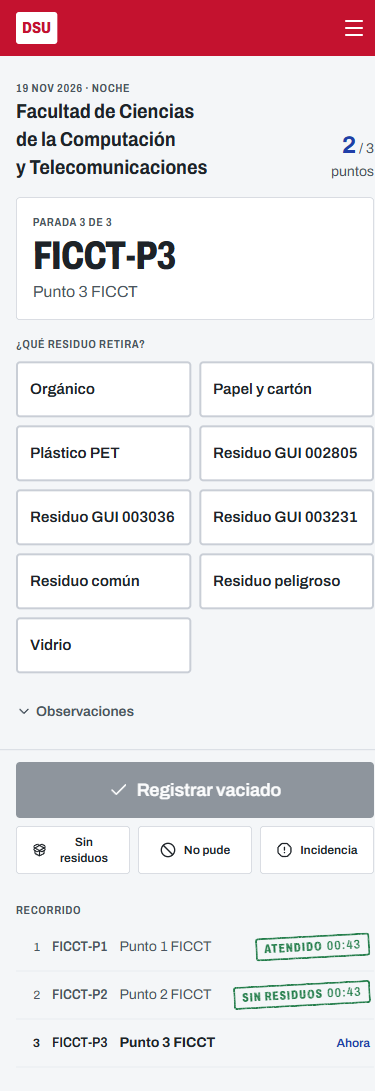 DSU
19 NOV 2026 · NOCHE
Facultad de Ciencias
de la Computación
y Telecomunicaciones
2 / 3
puntos
PARADA 3 DE 3
FICCT-P3
Punto 3 FICCT
¿QUÉ RESIDUO RETIRA?
Orgánico
Papel y cartón
Plástico PET
Residuo GUI 002805
Residuo GUI 003036
Residuo GUI 003231
Residuo común
Residuo peligroso
Vidrio
Observaciones
Registrar vaciado
Sin
residuos
No pude
Incidencia
RECORRIDO
1 FICCT-P1 Punto 1 FICCT ATENDIDO 00:43
2 FICCT-P2 Punto 2 FICCT SIN RESIDUOS 00:43
3 FICCT-P3 Punto 3 FICCT Ahora